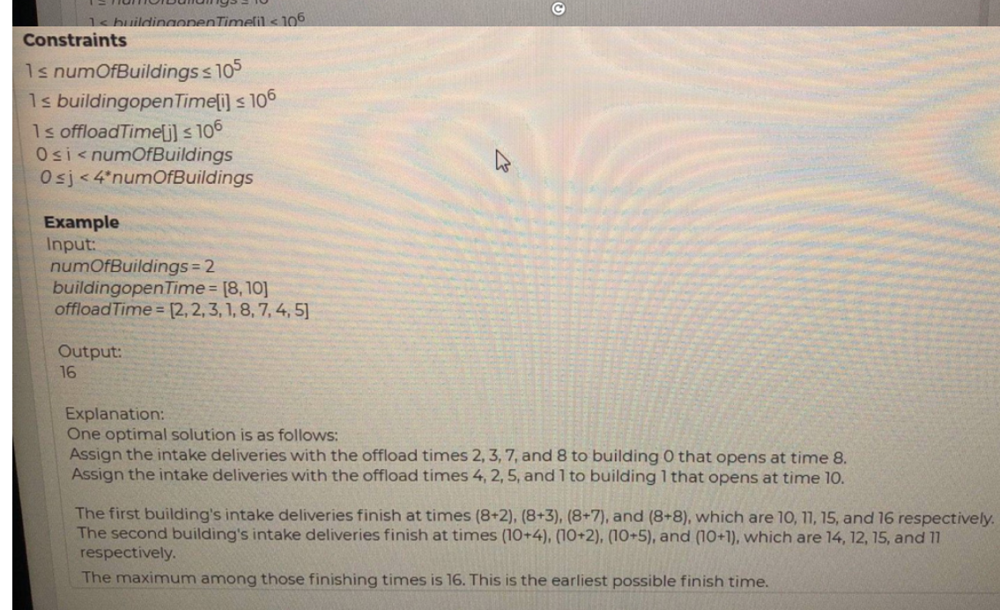 1 ≤ buildingopenTime[i] ≤ 10⁶
Constraints
1 ≤ numOfBuildings ≤ 10⁵
1 ≤ buildingopenTime[i] ≤ 10⁶
1 ≤ offloadTime[j] ≤ 10⁶
0 ≤ i < numOfBuildings
0 ≤ j < 4*numOfBuildings
Example
Input:
numOfBuildings = 2
buildingopenTime = [8, 10]
offloadTime = [2, 2, 3, 1, 8, 7, 4, 5]
Output:
16
Explanation:
One optimal solution is as follows:
Assign the intake deliveries with the offload times 2, 3, 7, and 8 to building 0 that opens at time 8.
Assign the intake deliveries with the offload times 4, 2, 5, and 1 to building 1 that opens at time 10.
The first building's intake deliveries finish at times (8+2), (8+3), (8+7), and (8+8), which are 10, 11, 15, and 16 respectively.
The second building's intake deliveries finish at times (10+4), (10+2), (10+5), and (10+1), which are 14, 12, 15, and 11
respectively.
The maximum among those finishing times is 16. This is the earliest possible finish time.